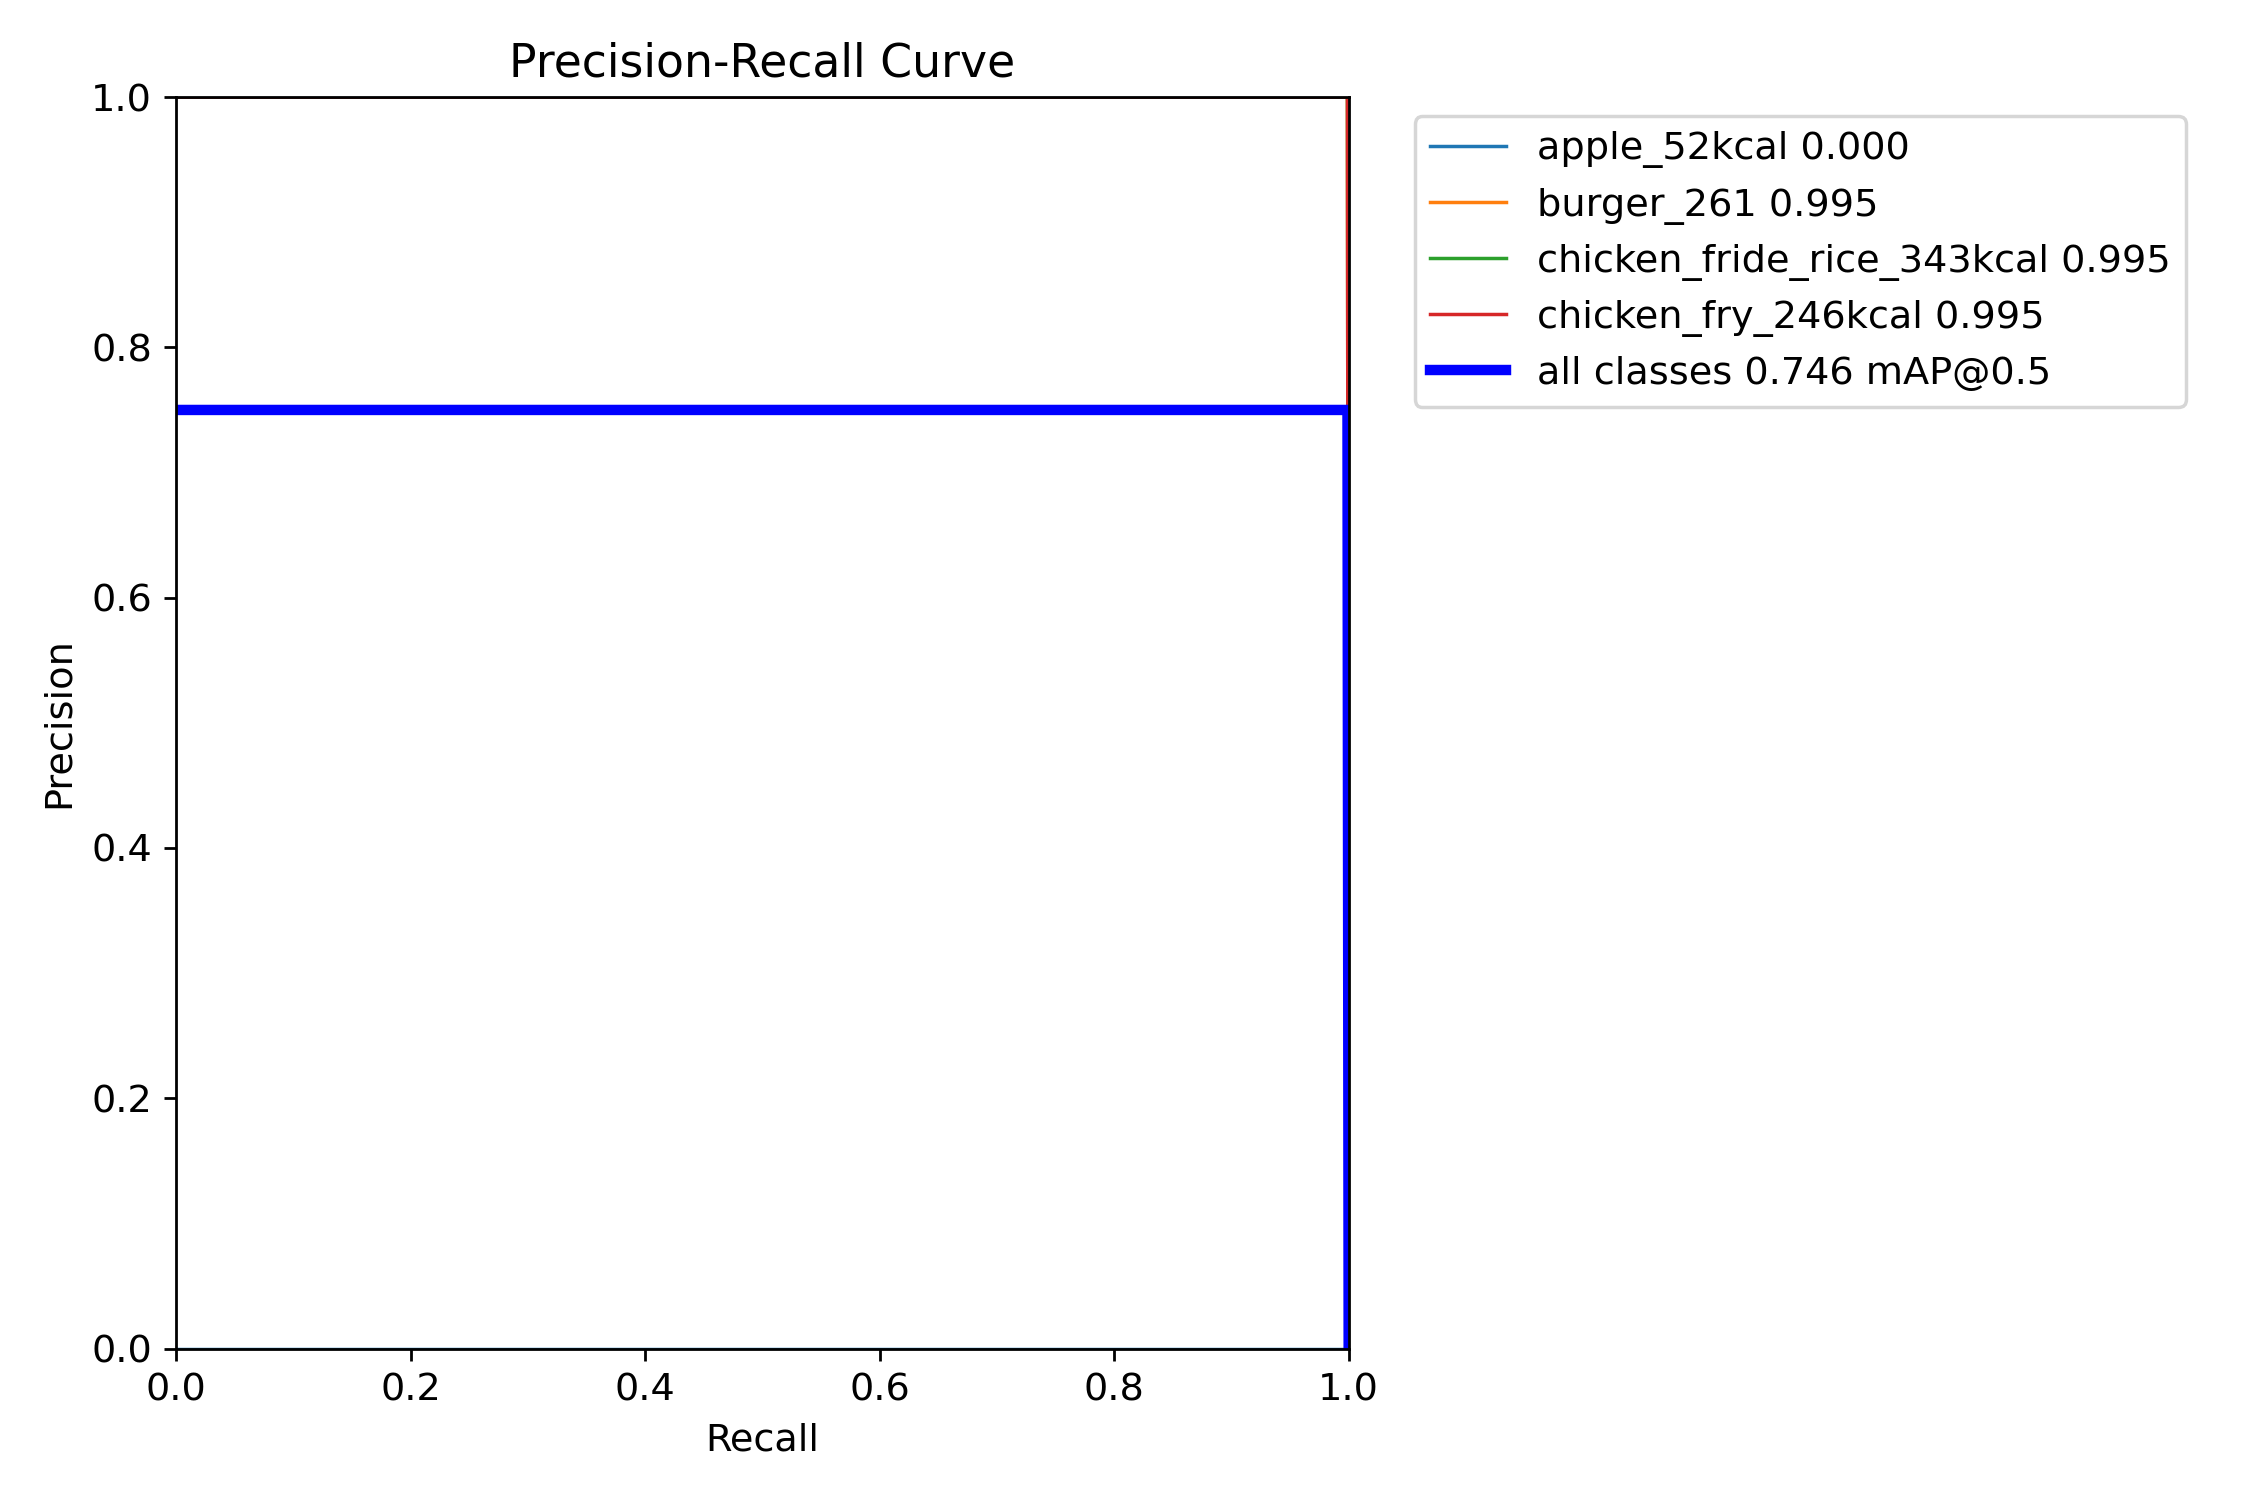 Precision-Recall Curve
1.0
0.8
0.6
0.4
0.2
0.0
Precision
0.0 0.2 0.4 0.6 0.8 1.0
Recall
apple_52kcal 0.000
burger_261 0.995
chicken_fride_rice_343kcal 0.995
chicken_fry_246kcal 0.995
all classes 0.746 mAP@0.5